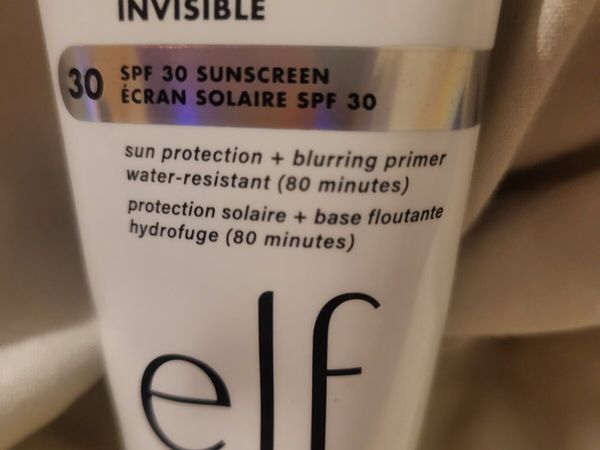 INVISIBLE
30
SPF 30 SUNSCREEN
ÉCRAN SOLAIRE SPF 30
sun protection + blurring primer
water-resistant (80 minutes)
protection solaire + base floutante
hydrofuge (80 minutes)
elf